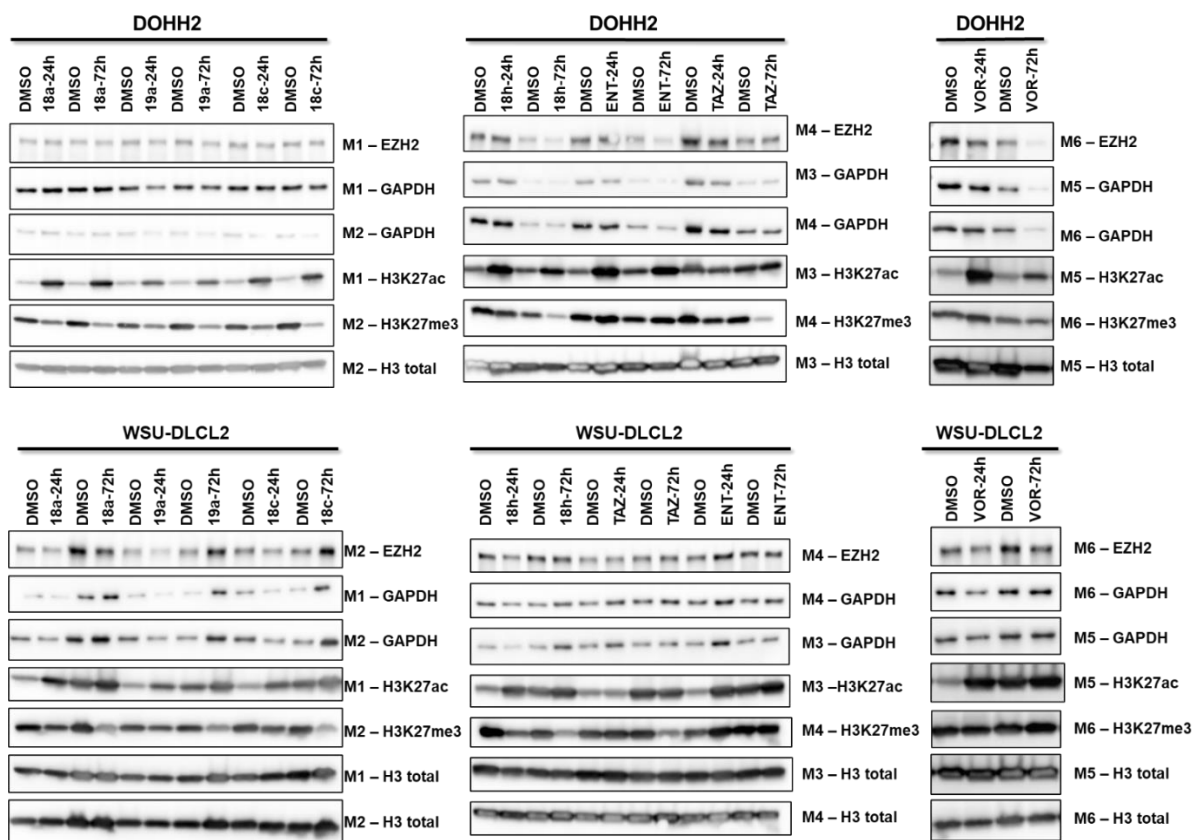 DOHH2
DMSO
18a-24h
DMSO
18a-72h
DMSO
19a-24h
DMSO
19a-72h
DMSO
18c-24h
DMSO
18c-72h
M1 – EZH2
M1 – GAPDH
M2 – GAPDH
M1 – H3K27ac
M2 – H3K27me3
M2 – H3 total
DOHH2
DMSO
18h-24h
DMSO
18h-72h
DMSO
ENT-24h
DMSO
ENT-72h
DMSO
TAZ-24h
DMSO
TAZ-72h
M4 – EZH2
M3 – GAPDH
M4 – GAPDH
M3 – H3K27ac
M4 – H3K27me3
M3 – H3 total
DOHH2
DMSO
VOR-24h
DMSO
VOR-72h
M6 – EZH2
M5 – GAPDH
M6 – GAPDH
M5 – H3K27ac
M6 – H3K27me3
M5 – H3 total
WSU-DLCL2
DMSO
18a-24h
DMSO
18a-72h
DMSO
19a-24h
DMSO
19a-72h
DMSO
18c-24h
DMSO
18c-72h
M2 – EZH2
M1 – GAPDH
M2 – GAPDH
M1 – H3K27ac
M2 – H3K27me3
M1 – H3 total
M2 – H3 total
WSU-DLCL2
DMSO
18h-24h
DMSO
18h-72h
DMSO
TAZ-24h
DMSO
TAZ-72h
DMSO
ENT-24h
DMSO
ENT-72h
M4 – EZH2
M4 – GAPDH
M3 – GAPDH
M3 –H3K27ac
M4 – H3K27me3
M3 – H3 total
M4 – H3 total
WSU-DLCL2
DMSO
VOR-24h
DMSO
VOR-72h
M6 – EZH2
M6 – GAPDH
M5 – GAPDH
M5 – H3K27ac
M6 – H3K27me3
M5 – H3 total
M6 – H3 total